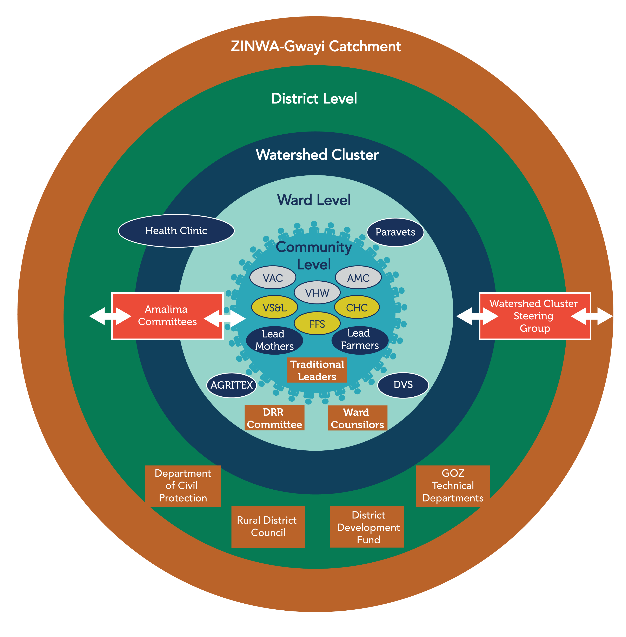 ZINWA-Gwayi Catchment
District Level
Watershed Cluster
Ward Level
Health Clinic
Paravets
Community
Level
VAC
AMC
VHW
VS&L
CHC
FFS
Lead
Mothers
Lead
Farmers
Amalima
Committees
Watershed Cluster
Steering
Group
Traditional
Leaders
AGRITEX
DVS
DRR
Committee
Ward
Counsilors
Department
of Civil
Protection
GOZ
Technical
Departments
Rural District
Council
District
Development
Fund